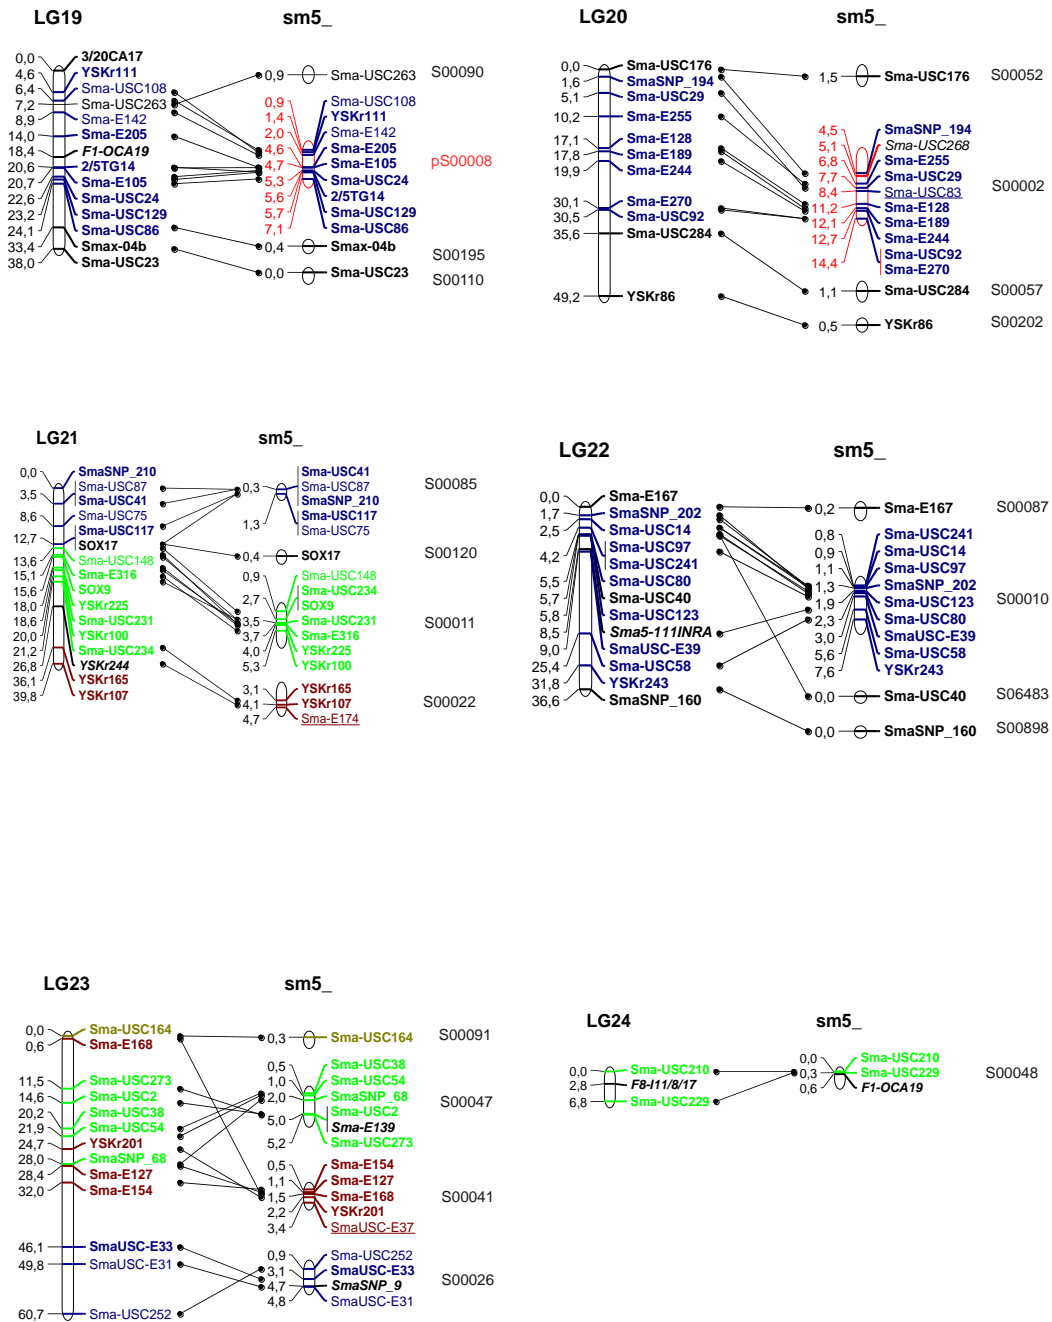 LG19 sm5_
0,0 3/20CA17
4,6 YSKr111
6,4 Sma-USC108
7,2 Sma-USC263
8,9 Sma-E142
14,0 Sma-E205
18,4 F1-OCA19
20,6 2/5TG14
20,7 Sma-E105
22,6 Sma-USC24
23,2 Sma-USC129
24,1 Sma-USC86
33,4 Smax-04b
38,0 Sma-USC23
0,9 Sma-USC263 S00090
0,9 Sma-USC108
1,4 YSKr111
2,0 Sma-E142
4,6 Sma-E205
4,7 Sma-E105 pS00008
5,3 Sma-USC24
5,6 2/5TG14
5,7 Sma-USC129
7,1 Sma-USC86
0,4 Smax-04b S00195
0,0 Sma-USC23 S00110
LG20 sm5_
0,0 Sma-USC176
1,6 SmaSNP_194
5,1 Sma-USC29
10,2 Sma-E255
17,1 Sma-E128
17,8 Sma-E189
19,9 Sma-E244
30,1 Sma-E270
30,5 Sma-USC92
35,6 Sma-USC284
49,2 YSKr86
1,5 Sma-USC176 S00052
4,5 SmaSNP_194
5,1 Sma-USC268
6,8 Sma-E255
7,7 Sma-USC29
8,4 Sma-USC83 S00002
11,2 Sma-E128
12,1 Sma-E189
12,7 Sma-E244
Sma-USC92
14,4 Sma-E270
1,1 Sma-USC284 S00057
0,5 YSKr86 S00202
LG21 sm5_
0,0 SmaSNP_210
Sma-USC87
3,5 Sma-USC41
8,6 Sma-USC75
Sma-USC117
12,7 SOX17
13,6 Sma-USC148
15,1 Sma-E316
15,6 SOX9
18,0 YSKr225
18,6 Sma-USC231
20,0 YSKr100
21,2 Sma-USC234
26,8 YSKr244
36,1 YSKr165
39,8 YSKr107
Sma-USC41
0,3 Sma-USC87 S00085
SmaSNP_210
Sma-USC117
1,3 Sma-USC75
0,4 SOX17 S00120
0,9 Sma-USC148
Sma-USC234
2,7 SOX9
3,5 Sma-USC231 S00011
3,7 Sma-E316
4,0 YSKr225
5,3 YSKr100
3,1 YSKr165
4,1 YSKr107 S00022
4,7 Sma-E174
LG22 sm5_
0,0 Sma-E167
1,7 SmaSNP_202
2,5 Sma-USC14
Sma-USC97
4,2 Sma-USC241
5,5 Sma-USC80
5,7 Sma-USC40
5,8 Sma-USC123
8,5 Sma5-111INRA
9,0 SmaUSC-E39
25,4 Sma-USC58
31,8 YSKr243
36,6 SmaSNP_160
0,2 Sma-E167 S00087
0,8 Sma-USC241
0,9 Sma-USC14
1,1 Sma-USC97
1,3 SmaSNP_202
1,9 Sma-USC123 S00010
2,3 Sma-USC80
3,0 SmaUSC-E39
5,6 Sma-USC58
7,6 YSKr243
0,0 Sma-USC40 S06483
0,0 SmaSNP_160 S00898
LG23 sm5_
0,0 Sma-USC164
0,6 Sma-E168
11,5 Sma-USC273
14,6 Sma-USC2
20,2 Sma-USC38
21,9 Sma-USC54
24,7 YSKr201
28,0 SmaSNP_68
28,4 Sma-E127
32,0 Sma-E154
46,1 SmaUSC-E33
49,8 SmaUSC-E31
60,7 Sma-USC252
0,3 Sma-USC164 S00091
0,5 Sma-USC38
1,0 Sma-USC54
2,0 SmaSNP_68 S00047
Sma-USC2
5,0 Sma-E139
5,2 Sma-USC273
0,5 Sma-E154
1,1 Sma-E127
1,5 Sma-E168 S00041
2,2 YSKr201
3,4 SmaUSC-E37
0,9 Sma-USC252
3,1 SmaUSC-E33
4,7 SmaSNP_9 S00026
4,8 SmaUSC-E31
LG24 sm5_
0,0 Sma-USC210
2,8 F8-I11/8/17
6,8 Sma-USC229
0,0 Sma-USC210
0,3 Sma-USC229 S00048
0,6 F1-OCA19